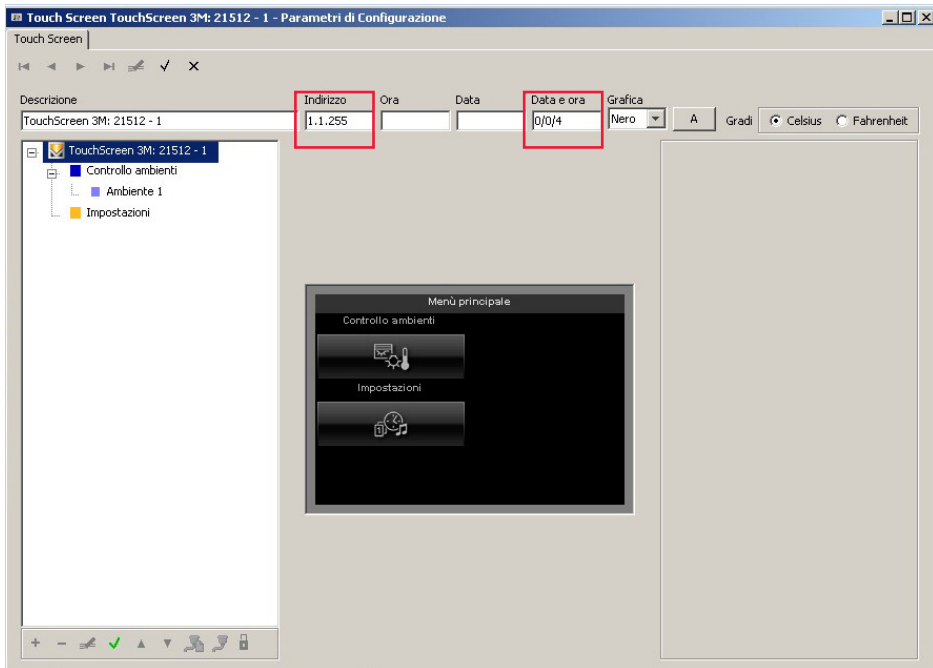 Touch Screen TouchScreen 3M: 21512 - 1 - Parametri di Configurazione
Touch Screen
Descrizione Indirizzo Ora Data Data e ora Grafica
TouchScreen 3M: 21512 - 1 1.1.255 0/0/4 Nero A Gradi Celsius Fahrenheit
TouchScreen 3M: 21512 - 1
Controllo ambienti
Ambiente 1
Impostazioni
Menù principale
Controllo ambienti
Impostazioni